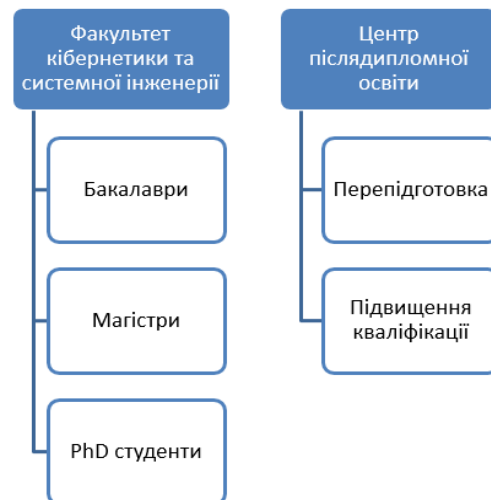 Факультет
кібернетики та
системної інженерії
Бакалаври
Магістри
PhD студенти
Центр
післядипломної
освіти
Перепідготовка
Підвищення
кваліфікації